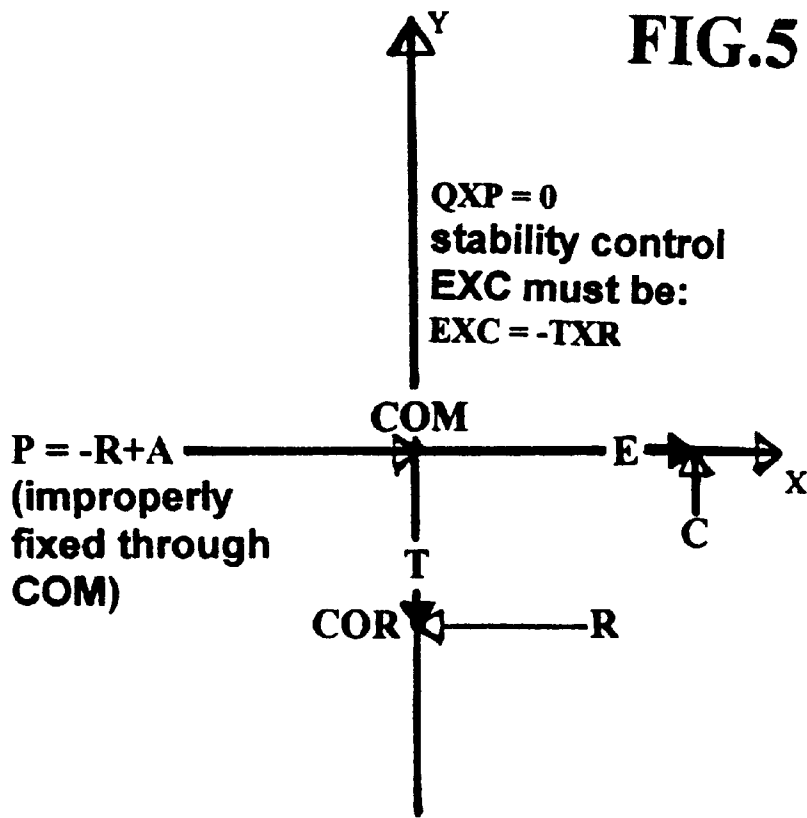 Y
FIG.5
QXP = 0
stability control
EXC must be:
EXC = -TXR
COM
P = -R+A
(improperly
fixed through
COM)
E
X
C
T
COR
R